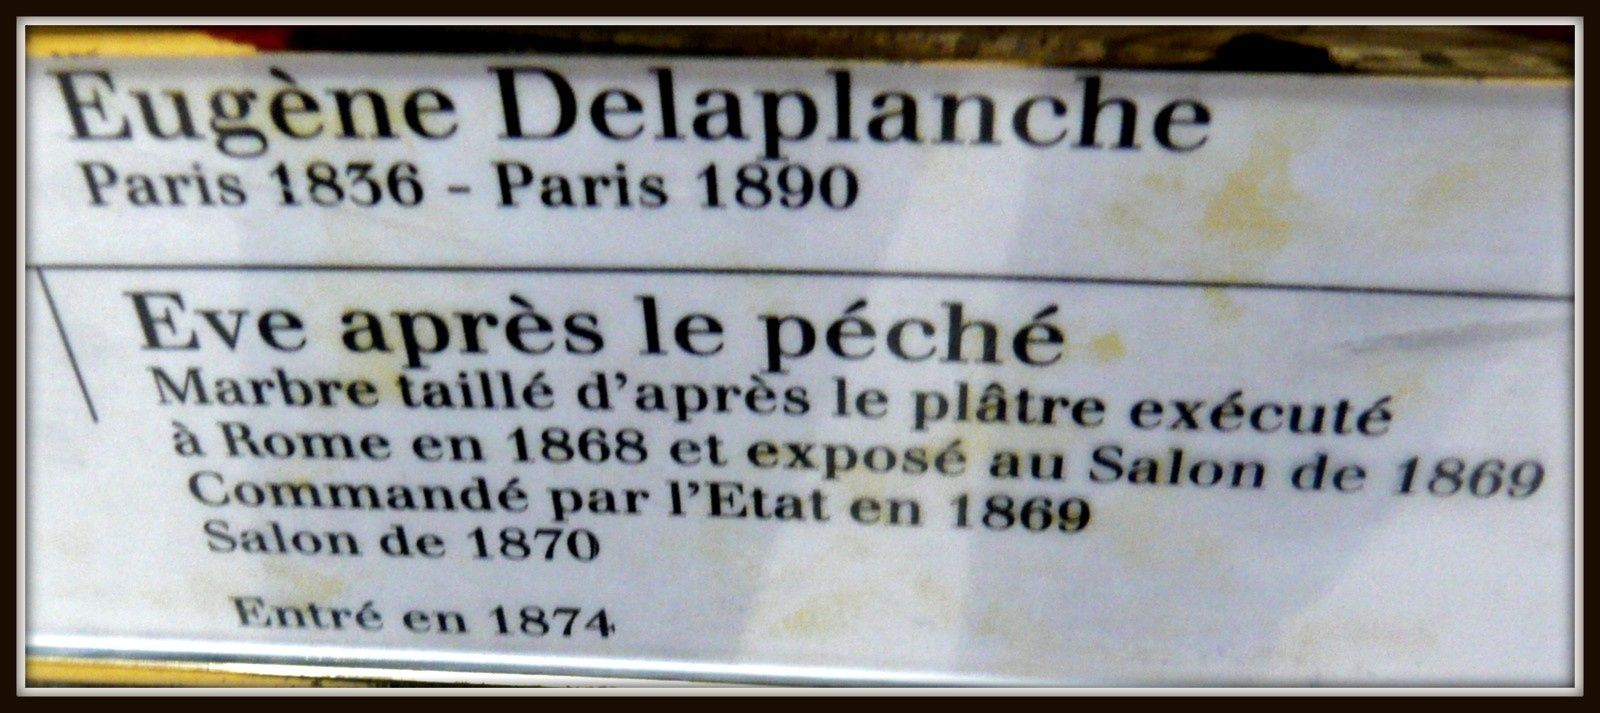 Eugène Delaplanche
Paris 1836 - Paris 1890
Eve après le péché
Marbre taillé d'après le plâtre exécuté
à Rome en 1868 et exposé au Salon de 1869
Commandé par l'Etat en 1869
Salon de 1870
Entré en 1874